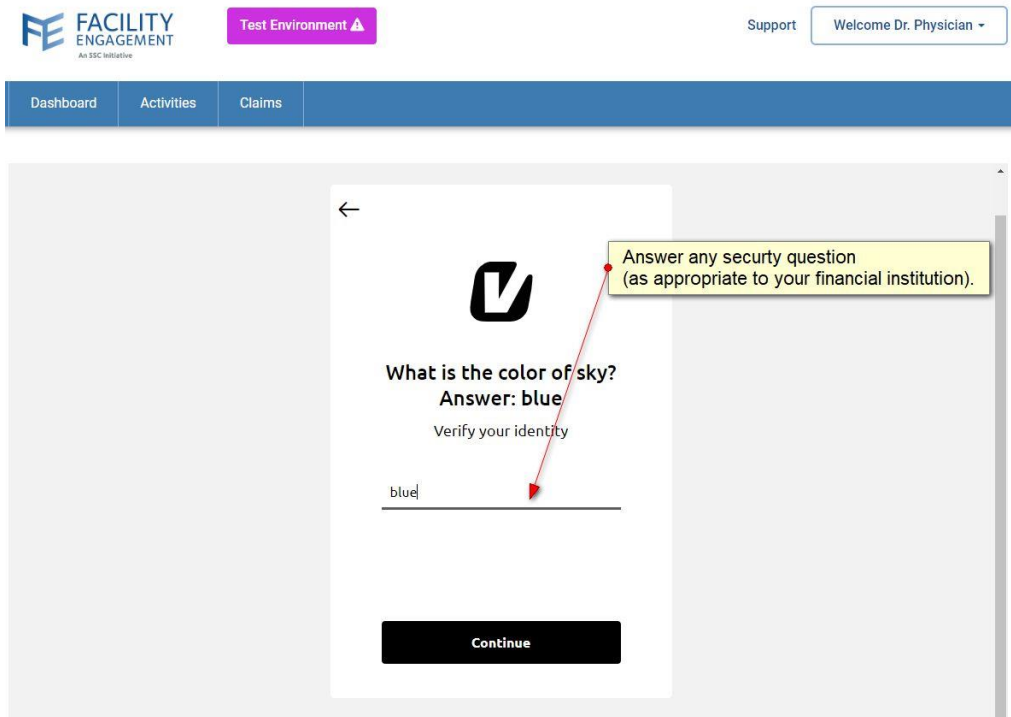 FACILITY
ENGAGEMENT
An SSC Initiative
Test Environment
Support
Welcome Dr. Physician
Dashboard
Activities
Claims
Answer any securty question
(as appropriate to your financial institution).
What is the color of sky?
Answer: blue
Verify your identity
blue
Continue